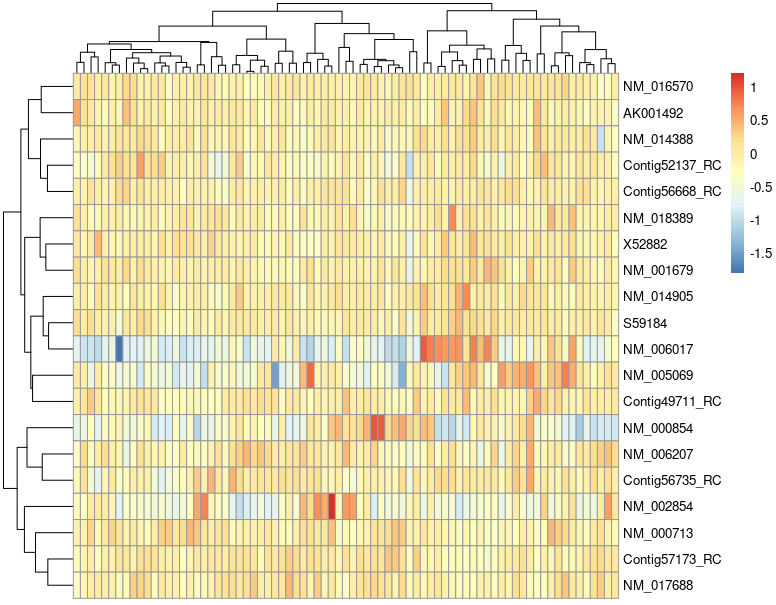 NM_016570
AK001492
NM_014388
Contig52137_RC
Contig56668_RC
NM_018389
X52882
NM_001679
NM_014905
S59184
NM_006017
NM_005069
Contig49711_RC
NM_000854
NM_006207
Contig56735_RC
NM_002854
NM_000713
Contig57173_RC
NM_017688
1
0.5
0
-0.5
-1
-1.5